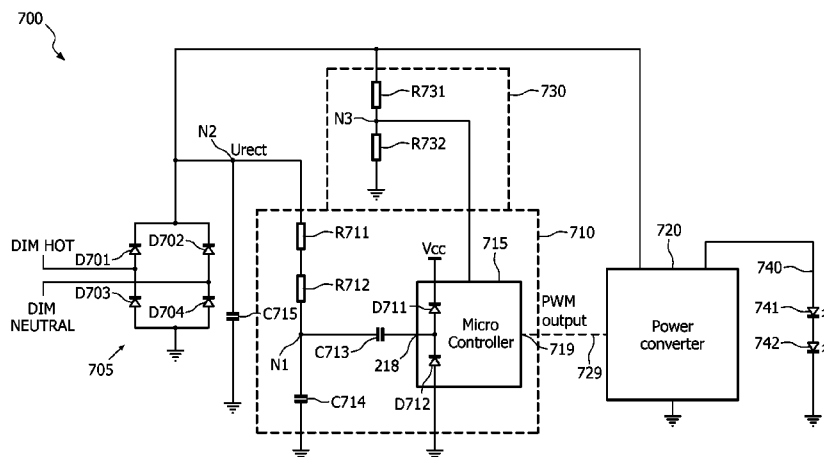 700
R731
730
N3
R732
N2
Urect
710
R711
Vcc
715
720
740
DIM HOT
D701
D702
R712
D711
PWM
output
741
DIM
NEUTRAL
D703
D704
C715
Micro
Controller
Power
converter
742
705
N1
C713
218
D712
719
729
C714